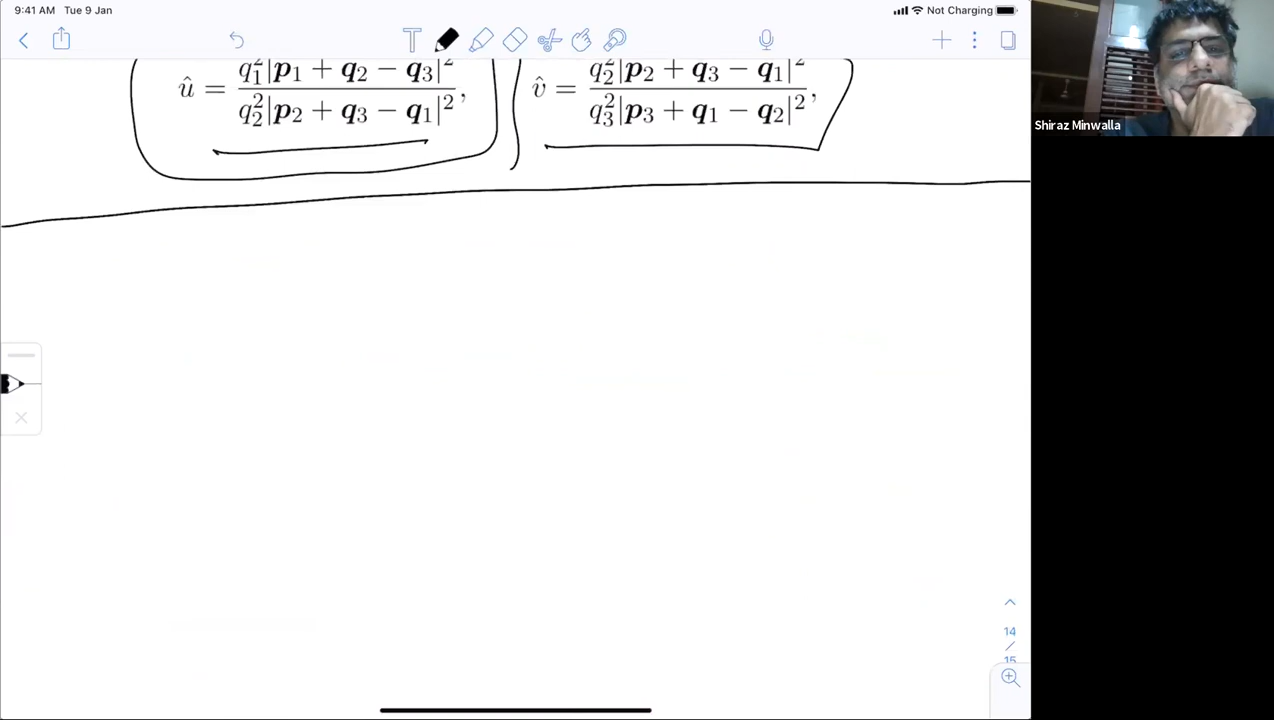 9:41 AM Tue 9 Jan
Not Charging
T
û = q₁²|p₁ + q₂ − q₃|² / q₂²|p₂ + q₃ − q₁|², v̂ = q₂²|p₂ + q₃ − q₁|² / q₃²|p₃ + q₁ − q₂|²,
Shiraz Minwalla
14
/
15